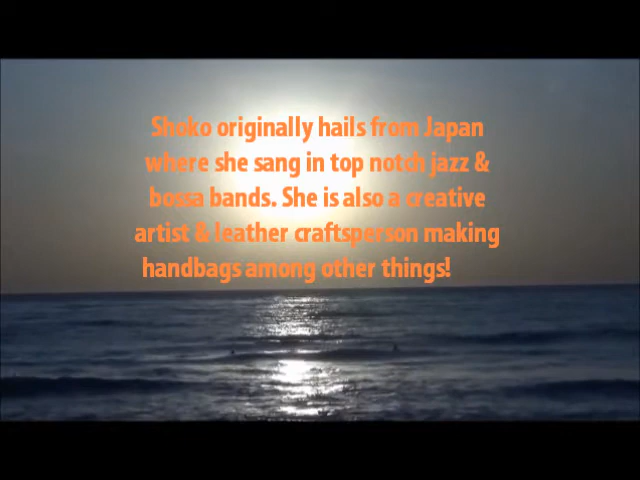 Shoko originally hails from Japan
where she sang in top notch jazz &
bossa bands. She is also a creative
artist & leather craftsperson making
handbags among other things!